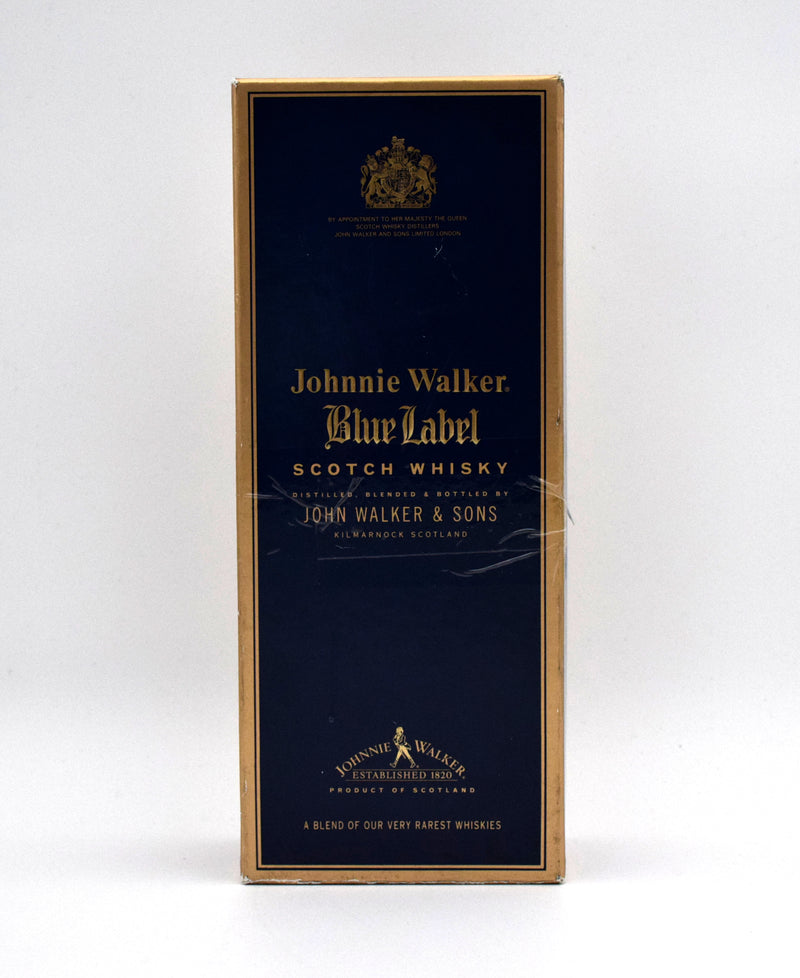 BY APPOINTMENT TO HER MAJESTY THE QUEEN
SCOTCH WHISKY DISTILLERS
JOHN WALKER AND SONS LIMITED LONDON
Johnnie Walker.
Blue Label
SCOTCH WHISKY
DISTILLED, BLENDED & BOTTLED BY
JOHN WALKER & SONS
KILMARNOCK SCOTLAND
JOHNNIE WALKER.
ESTABLISHED 1820
PRODUCT OF SCOTLAND
A BLEND OF OUR VERY RAREST WHISKIES